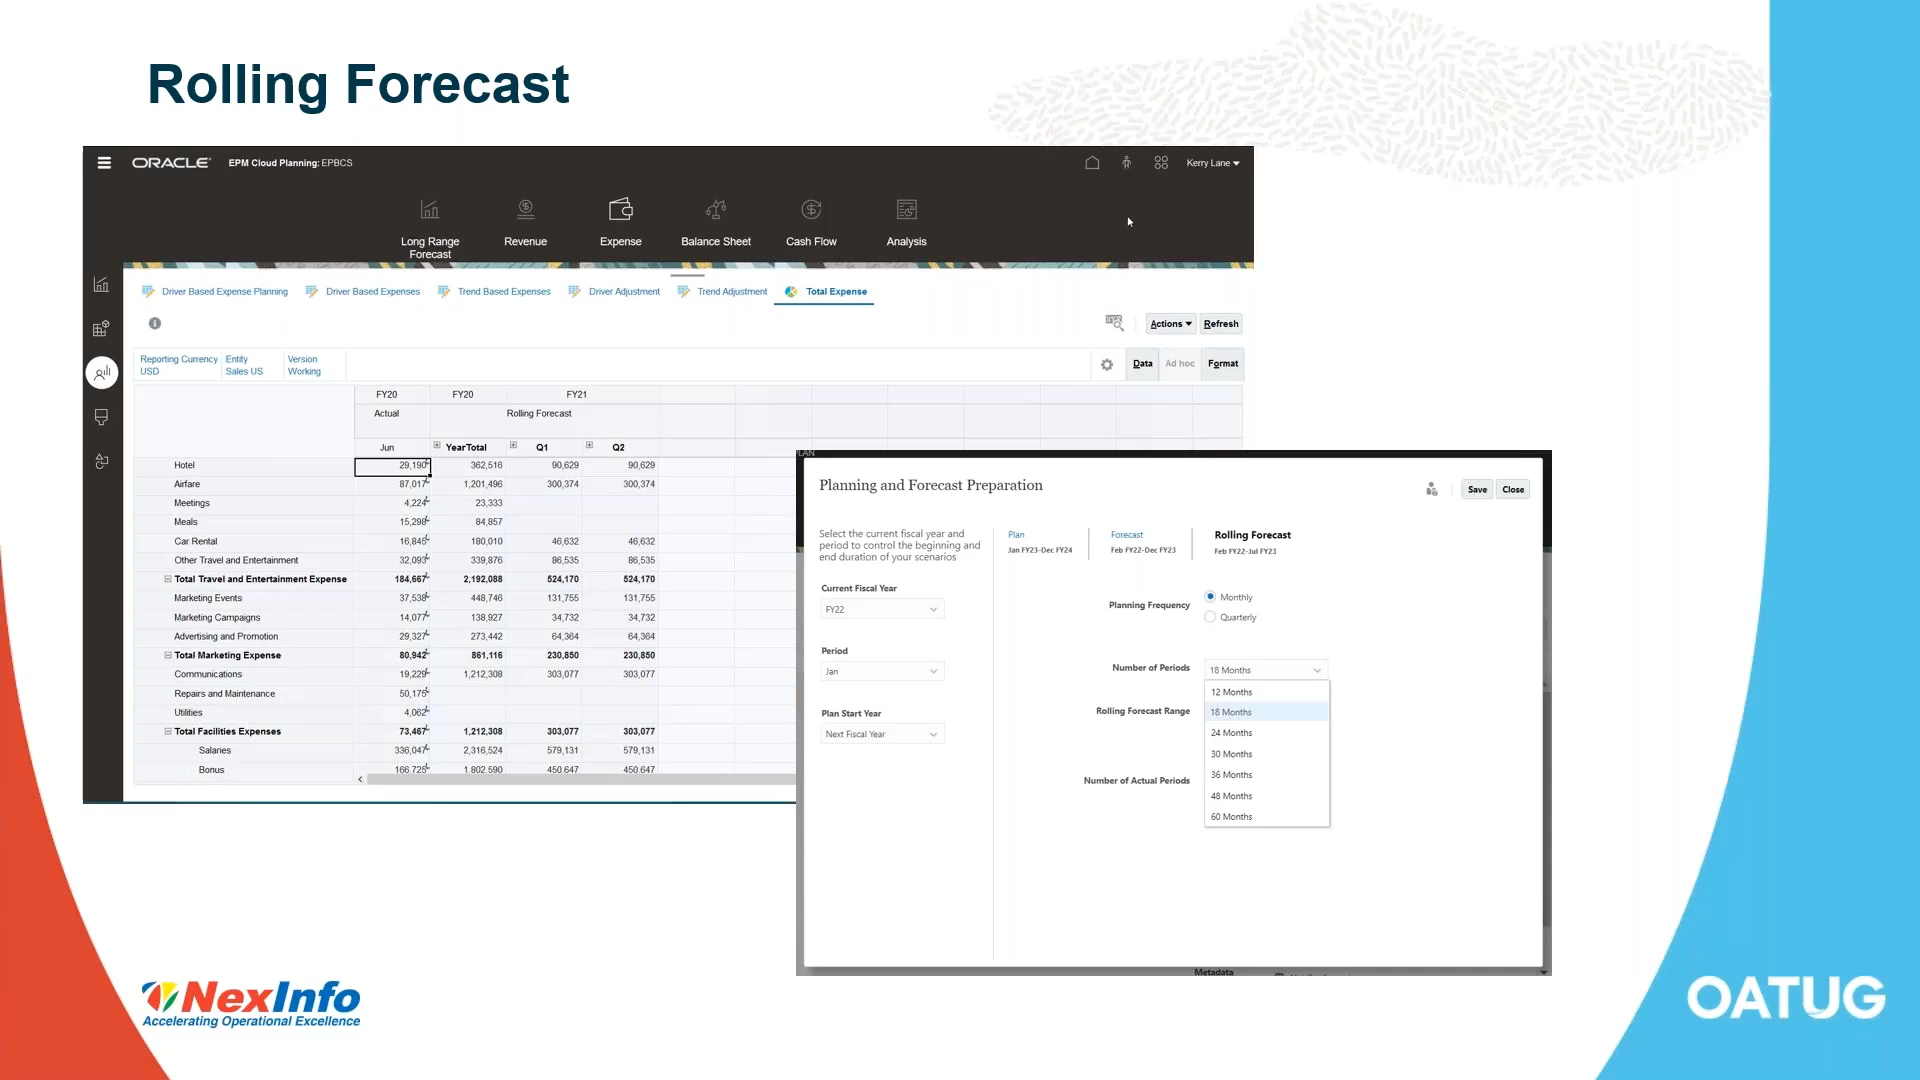 Rolling Forecast
ORACLE EPM Cloud Planning: EPBCS Kerry Lane
Long Range Forecast Revenue Expense Balance Sheet Cash Flow Analysis
Driver Based Expense Planning Driver Based Expenses Trend Based Expenses Driver Adjustment Trend Adjustment Total Expense
Actions Refresh
Reporting Currency Entity Version
USD Sales US Working
Data Ad hoc Format
FY20 FY20 FY21
Actual Rolling Forecast
Jun YearTotal Q1 Q2
Hotel 29,190 362,516 90,629 90,629
Airfare 87,017 1,201,496 300,374 300,374
Meetings 4,224 23,333
Meals 15,298 84,857
Car Rental 16,845 180,010 46,632 46,632
Other Travel and Entertainment 32,093 339,876 86,535 86,535
Total Travel and Entertainment Expense 184,667 2,192,088 524,170 524,170
Marketing Events 37,538 448,746 131,755 131,755
Marketing Campaigns 14,077 138,927 34,732 34,732
Advertising and Promotion 29,327 273,442 64,364 64,364
Total Marketing Expense 80,942 861,116 230,850 230,850
Communications 19,229 1,212,308 303,077 303,077
Repairs and Maintenance 50,175
Utilities 4,062
Total Facilities Expenses 73,467 1,212,308 303,077 303,077
Salaries 336,047 2,316,524 579,131 579,131
Bonus 166,725 1,802,590 450,647 450,647
LAN
Planning and Forecast Preparation
Save Close
Select the current fiscal year and
period to control the beginning and
end duration of your scenarios
Current Fiscal Year
FY22
Period
Jan
Plan Start Year
Next Fiscal Year
Plan Forecast Rolling Forecast
Jan FY23-Dec FY24 Feb FY22-Dec FY23 Feb FY22-Jul FY23
Planning Frequency
Monthly
Quarterly
Number of Periods 18 Months
12 Months
Rolling Forecast Range 18 Months
24 Months
30 Months
36 Months
Number of Actual Periods
48 Months
60 Months
Metadata
NexInfo
Accelerating Operational Excellence
OATUG